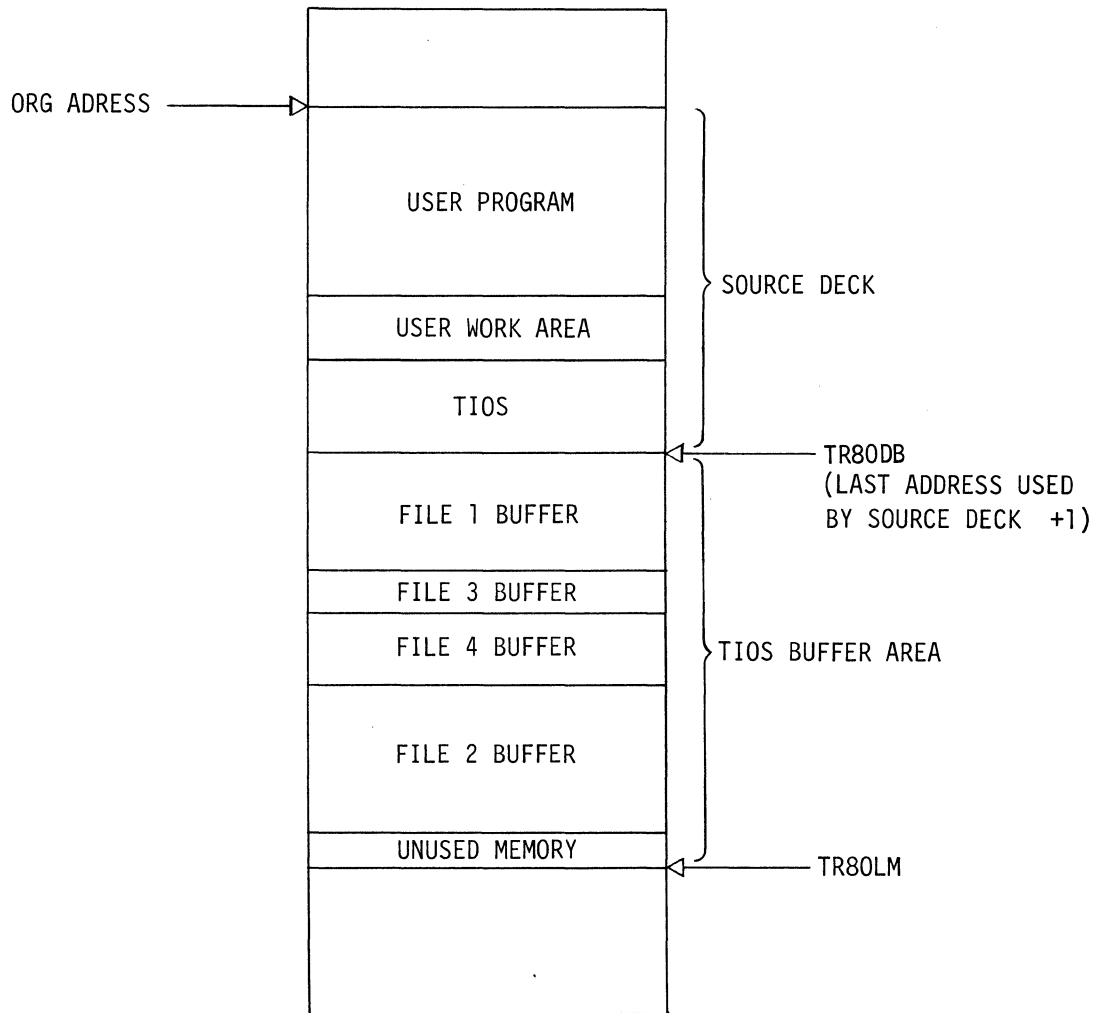 ORG ADRESS
USER PROGRAM
SOURCE DECK
USER WORK AREA
TIOS
TR80DB
(LAST ADDRESS USED
BY SOURCE DECK +1)
FILE 1 BUFFER
FILE 3 BUFFER
FILE 4 BUFFER
TIOS BUFFER AREA
FILE 2 BUFFER
UNUSED MEMORY
TR80LM